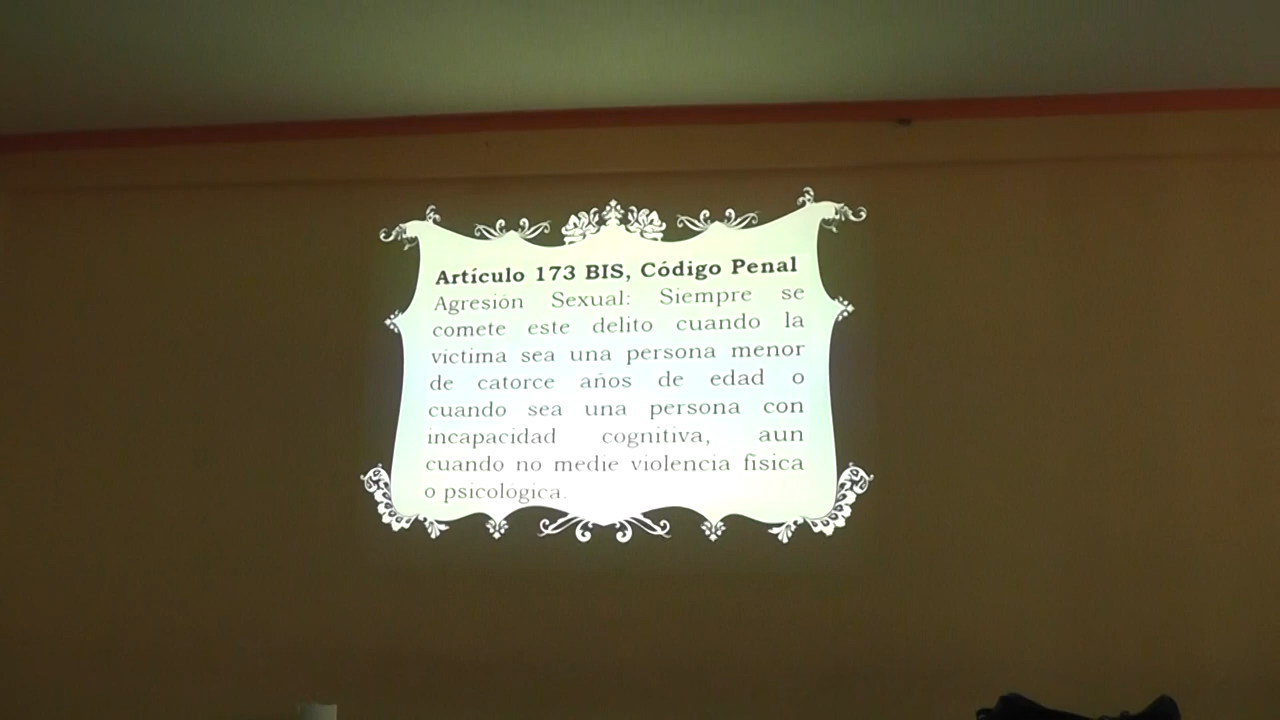 Artículo 173 BIS, Código Penal
Agresión Sexual: Siempre se
comete este delito cuando la
víctima sea una persona menor
de catorce años de edad o
cuando sea una persona con
incapacidad cognitiva, aun
cuando no medie violencia física
o psicológica.